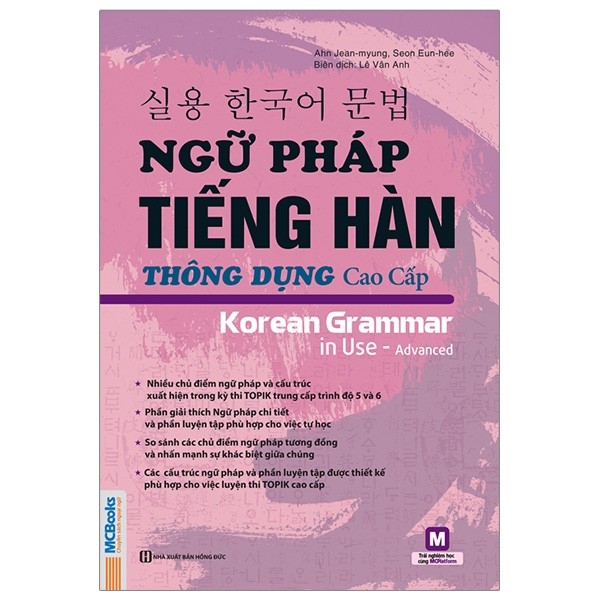 Ahn Jean-myung, Seon Eun-hee
Biên dịch: Lê Vân Anh
실용 한국어 문법
NGỮ PHÁP
TIẾNG HÀN
THÔNG DỤNG Cao Cấp
Korean Grammar
in Use - Advanced
★ Nhiều chủ điểm ngữ pháp và cấu trúc
xuất hiện trong kỳ thi TOPIK trung cấp trình độ 5 và 6
★ Phần giải thích Ngữ pháp chi tiết
và phần luyện tập phù hợp cho việc tự học
★ So sánh các chủ điểm ngữ pháp tương đồng
và nhấn mạnh sự khác biệt giữa chúng
★ Các cấu trúc ngữ pháp và phần luyện tập được thiết kế
phù hợp cho việc luyện thi TOPIK cao cấp
MCBooks
Chuyên sách ngoại ngữ
NHÀ XUẤT BẢN HỒNG ĐỨC
M
Trải nghiệm học
cùng MCPlatform